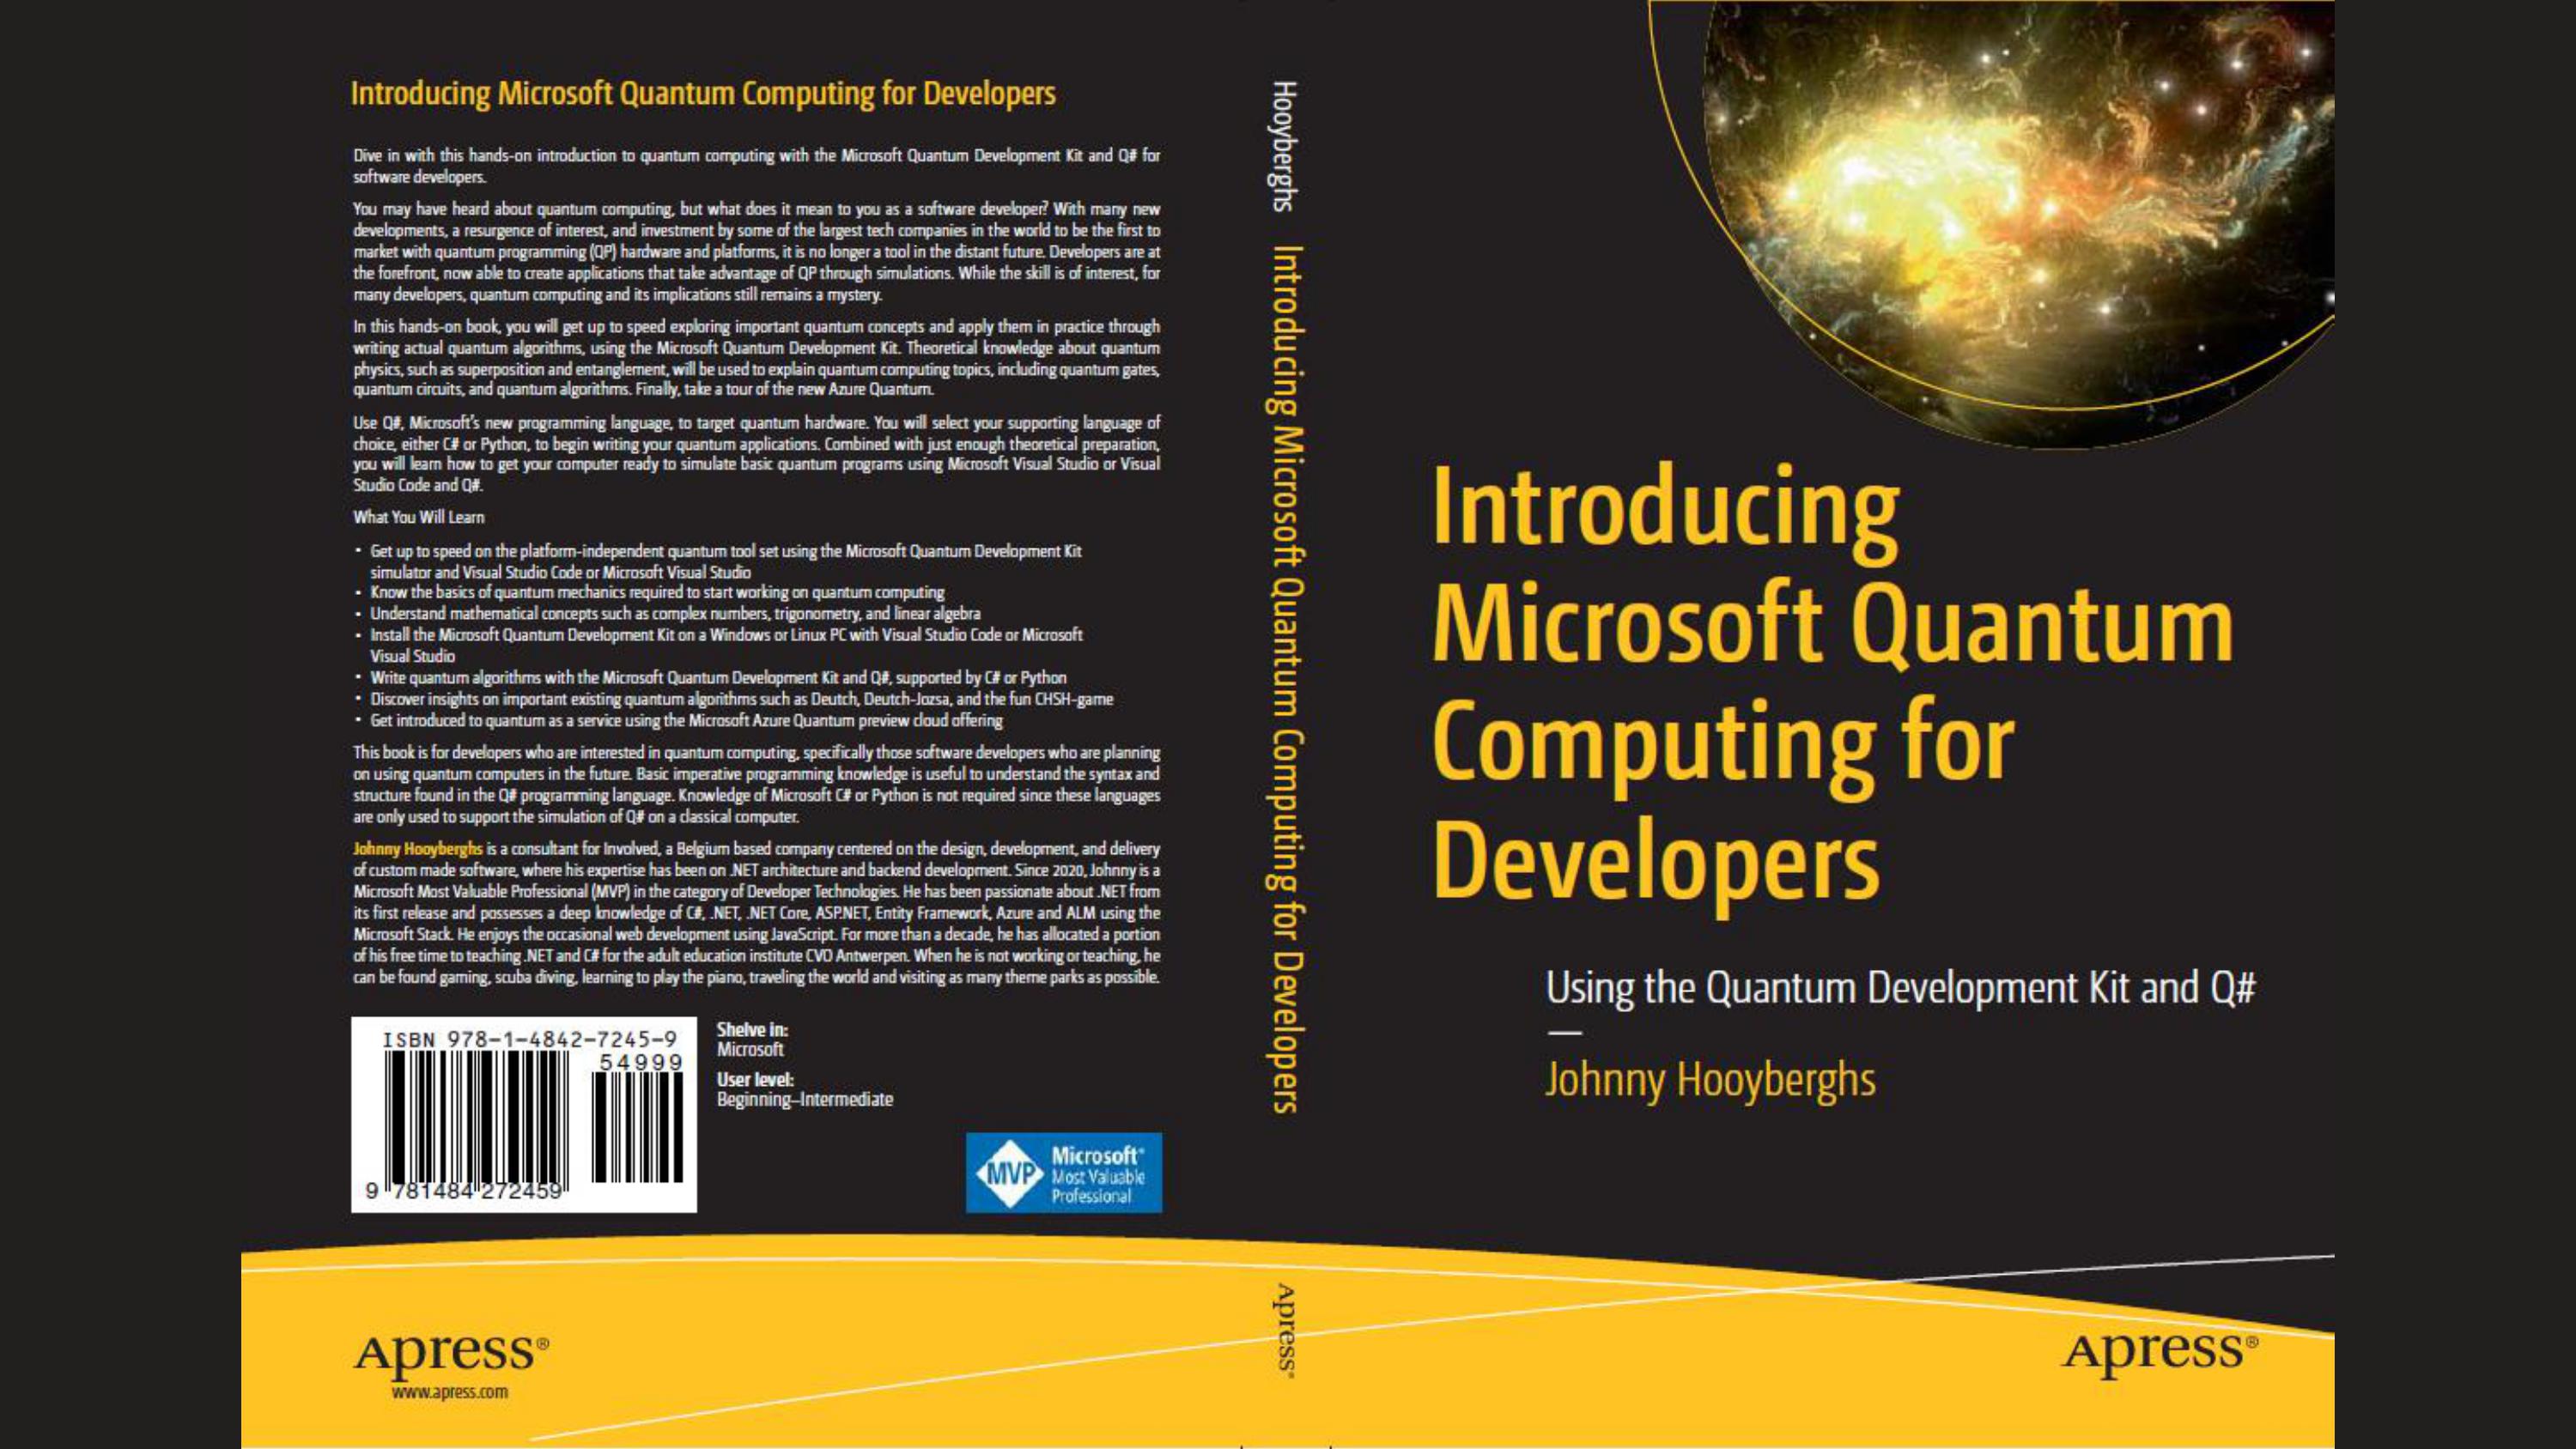 Introducing Microsoft Quantum Computing for Developers
Dive in with this hands-on introduction to quantum computing with the Microsoft Quantum Development Kit and Q# for
software developers.
You may have heard about quantum computing, but what does it mean to you as a software developer? With many new
developments, a resurgence of interest, and investment by some of the largest tech companies in the world to be the first to
market with quantum programming (QP) hardware and platforms, it is no longer a tool in the distant future. Developers are at
the forefront, now able to create applications that take advantage of QP through simulations. While the skill is of interest, for
many developers, quantum computing and its implications still remains a mystery.
In this hands-on book, you will get up to speed exploring important quantum concepts and apply them in practice through
writing actual quantum algorithms, using the Microsoft Quantum Development Kit. Theoretical knowledge about quantum
physics, such as superposition and entanglement, will be used to explain quantum computing topics, including quantum gates,
quantum circuits, and quantum algorithms. Finally, take a tour of the new Azure Quantum.
Use Q#, Microsoft's new programming language, to target quantum hardware. You will select your supporting language of
choice, either C# or Python, to begin writing your quantum applications. Combined with just enough theoretical preparation,
you will learn how to get your computer ready to simulate basic quantum programs using Microsoft Visual Studio or Visual
Studio Code and Q#.
What You Will Learn
• Get up to speed on the platform-independent quantum tool set using the Microsoft Quantum Development Kit
simulator and Visual Studio Code or Microsoft Visual Studio
• Know the basics of quantum mechanics required to start working on quantum computing
• Understand mathematical concepts such as complex numbers, trigonometry, and linear algebra
• Install the Microsoft Quantum Development Kit on a Windows or Linux PC with Visual Studio Code or Microsoft
Visual Studio
• Write quantum algorithms with the Microsoft Quantum Development Kit and Q#, supported by C# or Python
• Discover insights on important existing quantum algorithms such as Deutch, Deutch-Jozsa, and the fun CHSH-game
• Get introduced to quantum as a service using the Microsoft Azure Quantum preview cloud offering
This book is for developers who are interested in quantum computing, specifically those software developers who are planning
on using quantum computers in the future. Basic imperative programming knowledge is useful to understand the syntax and
structure found in the Q# programming language. Knowledge of Microsoft C# or Python is not required since these languages
are only used to support the simulation of Q# on a classical computer.
Johnny Hooyberghs is a consultant for Involved, a Belgium based company centered on the design, development, and delivery
of custom made software, where his expertise has been on .NET architecture and backend development. Since 2020, Johnny is a
Microsoft Most Valuable Professional (MVP) in the category of Developer Technologies. He has been passionate about .NET from
its first release and possesses a deep knowledge of C#, .NET, .NET Core, ASP.NET, Entity Framework, Azure and ALM using the
Microsoft Stack. He enjoys the occasional web development using JavaScript. For more than a decade, he has allocated a portion
of his free time to teaching .NET and C# for the adult education institute CVO Antwerpen. When he is not working or teaching, he
can be found gaming, scuba diving, learning to play the piano, traveling the world and visiting as many theme parks as possible.
ISBN 978-1-4842-7245-9
54999
9 781484 272459
Shelve in:
Microsoft
User level:
Beginning–Intermediate
MVP
Microsoft®
Most Valuable
Professional
Apress®
www.apress.com
Hooyberghs Introducing Microsoft Quantum Computing for Developers
Apress®
Introducing
Microsoft Quantum
Computing for
Developers
Using the Quantum Development Kit and Q#
—
Johnny Hooyberghs
Apress®